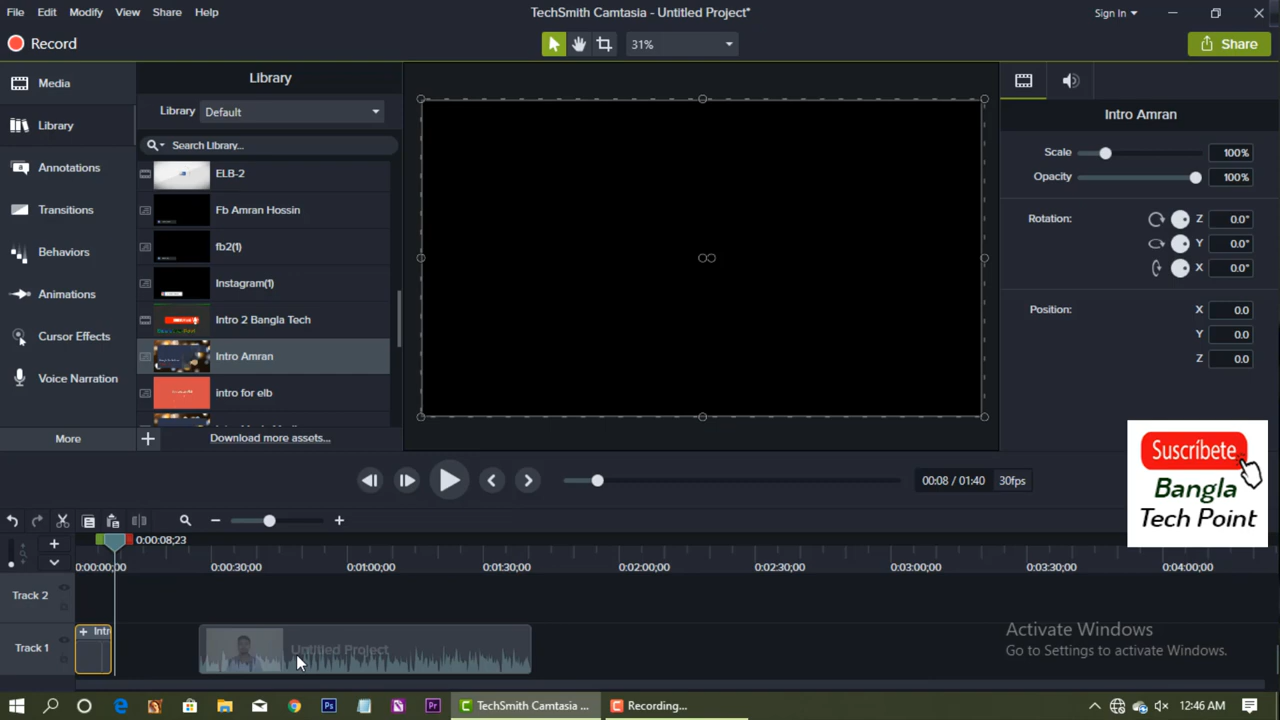 File Edit Modify View Share Help
TechSmith Camtasia - Untitled Project*
Sign In
Record
31%
Share
Media
Library
Annotations
Transitions
Behaviors
Animations
Cursor Effects
Voice Narration
More
Library
Library Default
Search Library...
ELB-2
Fb Amran Hossin
fb2(1)
Instagram(1)
Intro 2 Bangla Tech
Intro Amran
intro for elb
Download more assets...
Intro Amran
Scale 100%
Opacity 100%
Rotation: Z 0.0°
Y 0.0°
X 0.0°
Position: X 0.0
Y 0.0
Z 0.0
Suscríbete
Bangla
Tech Point
00:08 / 01:40 30fps
0:00:08;23
0:00:00;00 0:00:30;00 0:01:00;00 0:01:30;00 0:02:00;00 0:02:30;00 0:03:00;00 0:03:30;00 0:04:00;00
Track 2
Track 1
+ Intr
Untitled Project
Activate Windows
Go to Settings to activate Windows.
TechSmith Camtasia ...
Recording...
12:46 AM